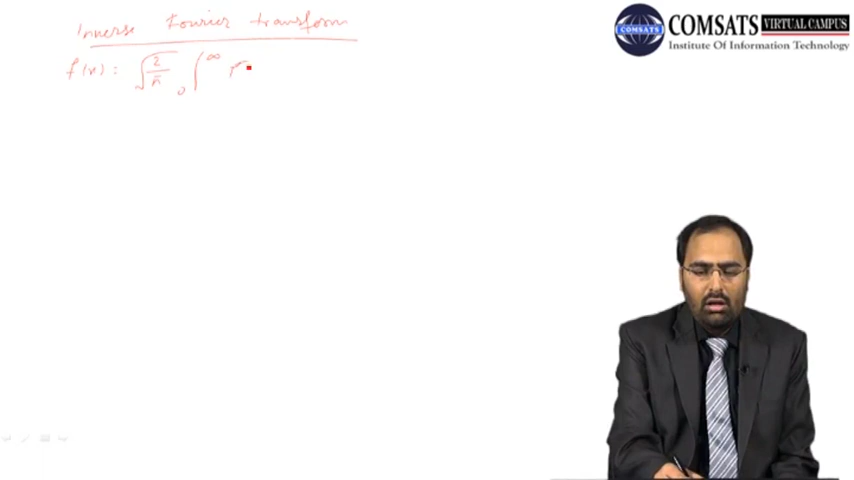 Inverse Fourier transform
f(x) : √2/π ∫₀^∞
COMSATS VIRTUAL CAMPUS
COMSATS
Institute Of Information Technology